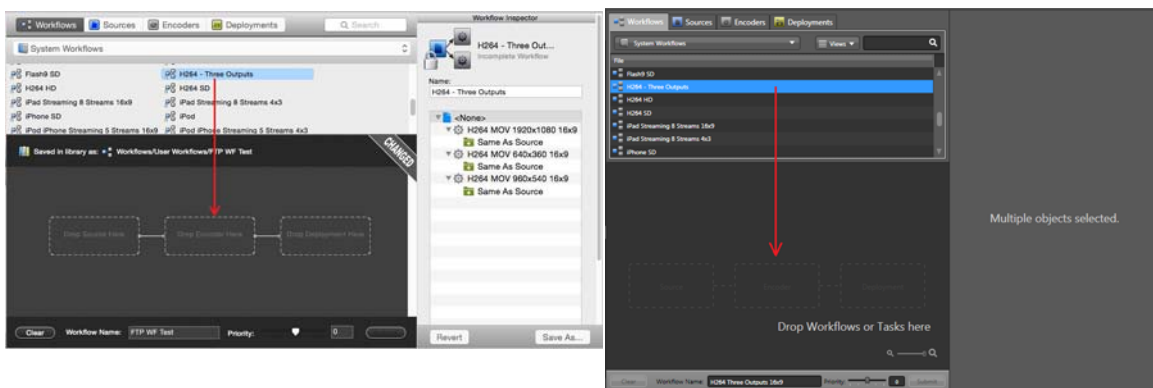 Workflows Sources Encoders Deployments Search
System Workflows
Flash9 SD H264 - Three Outputs
H264 HD H264 SD
iPad Streaming 8 Streams 16x9 iPad Streaming 8 Streams 4x3
iPhone SD iPod
iPod iPhone Streaming 5 Streams 16x9 iPod iPhone Streaming 5 Streams 4x3
Saved in library as: Workflows/User Workflows/FTP WF Test
CHANGED
Drop Source Here Drop Encoder Here Drop Deployment Here
Clear Workflow Name: FTP WF Test Priority: 0
Workflow Inspector
H264 - Three Out...
Incomplete Workflow
Name:
H264 - Three Outputs
<None>
H264 MOV 1920x1080 16x9
Same As Source
H264 MOV 640x360 16x9
Same As Source
H264 MOV 960x540 16x9
Same As Source
Revert Save As...
Workflows Sources Encoders Deployments
System Workflows Views
Title
Flash9 SD
H264 - Three Outputs
H264 HD
H264 SD
iPad Streaming 8 Streams 16x9
iPad Streaming 8 Streams 4x3
iPhone SD
Source Encoder Deployment
Drop Workflows or Tasks here
Clear Workflow Name: H264 Three Outputs 16x9 Priority: 0 Submit
Multiple objects selected.